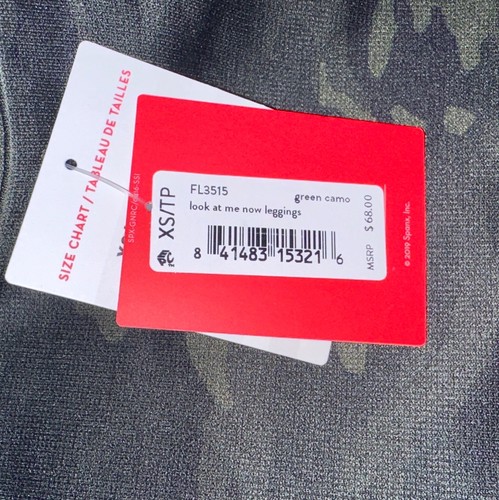 SIZE CHART / TABLEAU DE TAILLES
XS/TP
FL3515
green camo
look at me now leggings
8 41483 15321 6
MSRP $ 68.00
© 2019 Spanx, Inc.